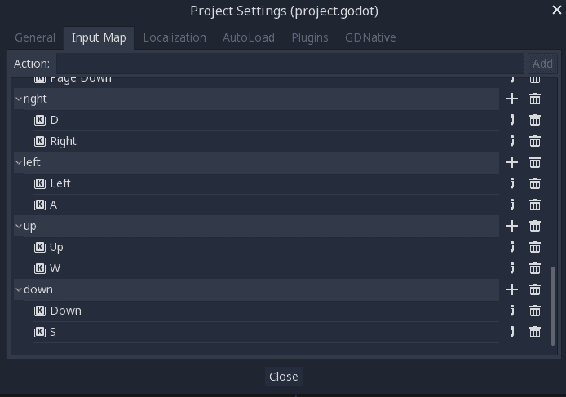 Project Settings (project.godot)
General Input Map Localization AutoLoad Plugins GDNative
Action: Add
Page Down
right
D
Right
left
Left
A
up
Up
W
down
Down
S
Close